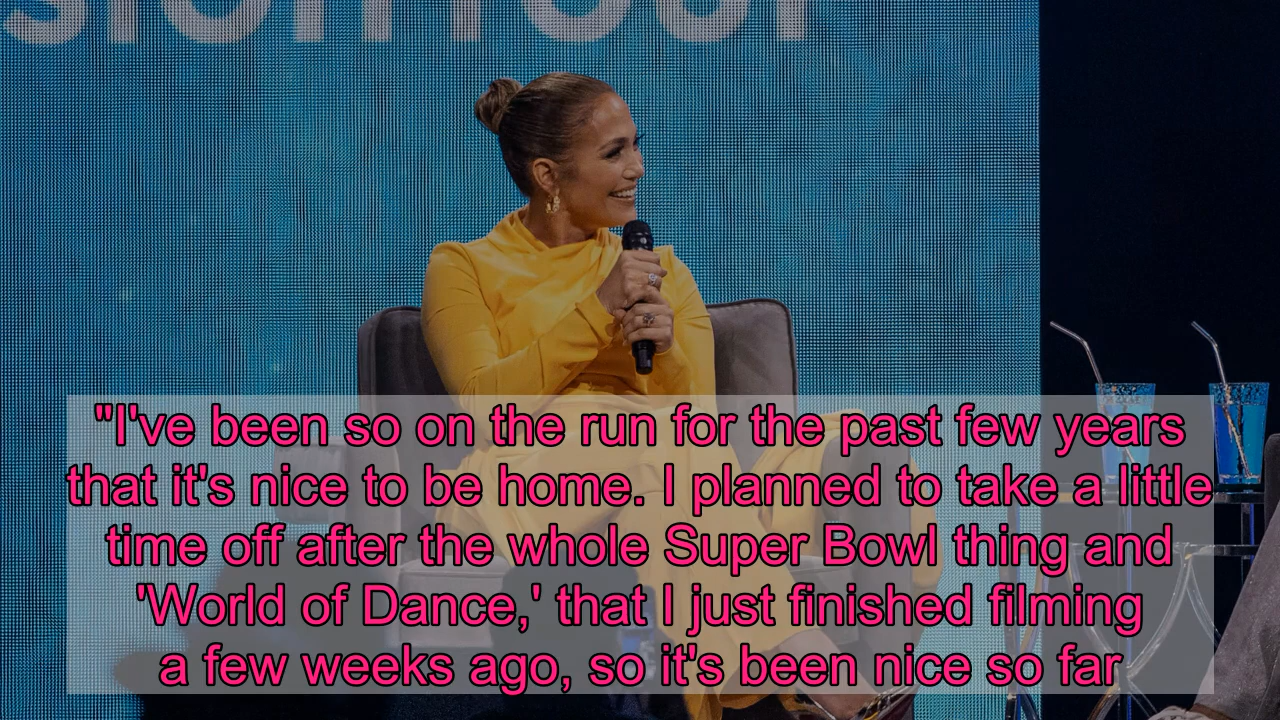 "I've been so on the run for the past few years
that it's nice to be home. I planned to take a little
time off after the whole Super Bowl thing and
'World of Dance,' that I just finished filming
a few weeks ago, so it's been nice so far